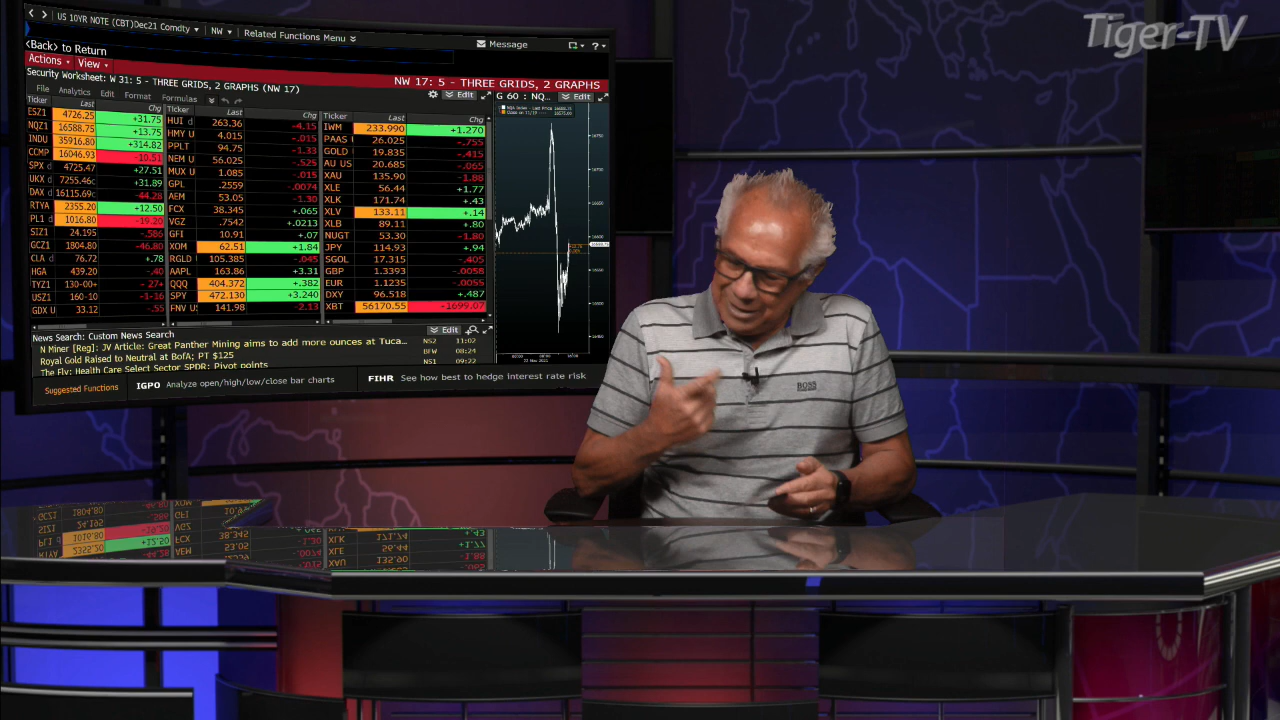 Tiger-TV
US 10YR NOTE (CBT)Dec21 Comdty NW Related Functions Menu
<Back> to Return Message ?
Actions View
Security Worksheet: W 31: 5 - THREE GRIDS, 2 GRAPHS (NW 17) NW 17: 5 - THREE GRIDS, 2 GRAPHS
File Analytics Edit Format Formulas Edit G 60 : NQ... Edit
Ticker Last Chg Ticker Last Chg Ticker Last Chg
ESZ1 4726.25 +31.75 HUI d 263.36 -4.15 IWM 233.990 +1.270
NQZ1 16588.75 +13.75 HMY U 4.015 -.015 PAAS U 26.025 -.755
INDU 35916.80 +314.82 PPLT 94.75 -1.33 GOLD U 19.835 -.415
CCMP 16046.93 -10.51 NEM U 56.025 -.525 AU US 20.685 -.065
SPX d 4725.47 +27.51 MUX U 1.085 -.015 XAU 135.90 -1.88
UKX d 7255.46c +31.89 GPL .2559 -.0074 XLE 56.44 +1.77
DAX d 16115.69c -44.28 AEM 53.05 -1.30 XLK 171.74 +.43
RTYA 2355.20 +12.50 FCX 38.345 +.065 XLV 133.11 +.14
PL1 d 1016.80 -19.20 VGZ .7542 +.0213 XLB 89.11 +.80
SIZ1 24.195 -.586 GFI 10.91 +.07 NUGT 53.30 -1.80
GCZ1 1804.80 -46.80 XOM 62.51 +1.84 JPY 114.93 +.94
CLA d 76.72 +.78 RGLD 105.385 -.045 SGOL 17.315 -.405
HGA 439.20 -.40 AAPL 163.86 +3.31 GBP 1.3393 -.0058
TYZ1 130-00+ - 27+ QQQ 404.372 +.382 EUR 1.1235 -.0058
USZ1 160-10 -1-16 SPY 472.130 +3.240 DXY 96.518 +.487
GDX U 33.12 -.55 FNV U 141.98 -2.13 XBT 56170.55 -1699.07
22 Nov 2021
News Search: Custom News Search Edit
N Miner [Reg]: JV Article: Great Panther Mining aims to add more ounces at Tuca... NS2 11:02
Royal Gold Raised to Neutral at BofA; PT $125 BFW 08:24
The Fly: Health Care Select Sector SPDR: Pivot points NS1 09:22
Suggested Functions IGPO Analyze open/high/low/close bar charts FIHR See how best to hedge interest rate risk
BOSS